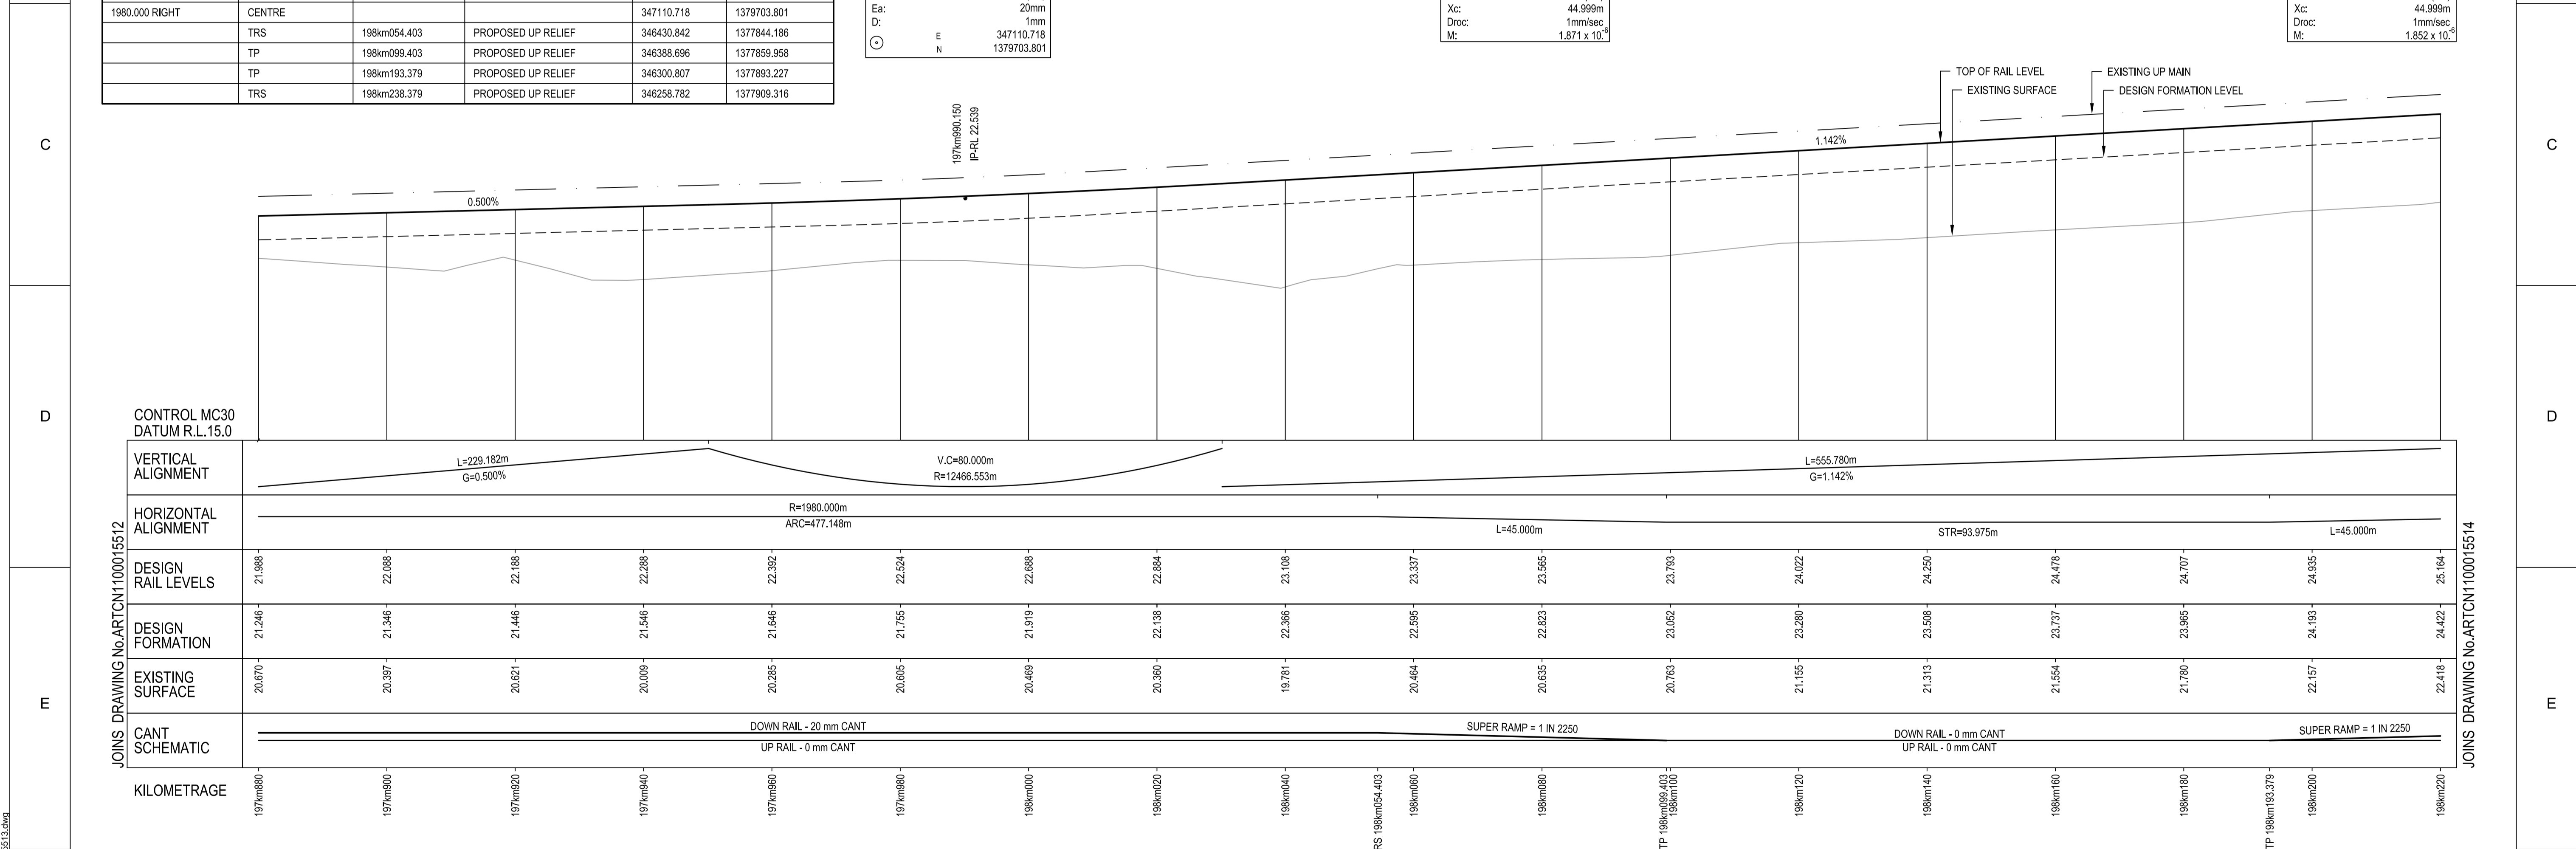 1980.000 RIGHT CENTRE 347110.718 1379703.801
TRS 198km054.403 PROPOSED UP RELIEF 346430.842 1377844.186
TP 198km099.403 PROPOSED UP RELIEF 346388.696 1377859.958
TP 198km193.379 PROPOSED UP RELIEF 346300.807 1377893.227
TRS 198km238.379 PROPOSED UP RELIEF 346258.782 1377909.316
Ea: 20mm
D: 1mm
E 347110.718
N 1379703.801
Xc: 44.999m
Droc: 1mm/sec
M: 1.871 x 10.-6
Xc: 44.999m
Droc: 1mm/sec
M: 1.852 x 10.-6
C
C
D
D
E
E
TOP OF RAIL LEVEL
EXISTING SURFACE
EXISTING UP MAIN
DESIGN FORMATION LEVEL
197km990.150
IP-RL 22.539
0.500%
1.142%
CONTROL MC30
DATUM R.L.15.0
VERTICAL
ALIGNMENT
L=229.182m
G=0.500%
V.C=80.000m
R=12466.553m
L=555.780m
G=1.142%
HORIZONTAL
ALIGNMENT
R=1980.000m
ARC=477.148m
L=45.000m
STR=93.975m
L=45.000m
DESIGN
RAIL LEVELS
21.988 22.088 22.188 22.288 22.392 22.524 22.688 22.884 23.108 23.337 23.565 23.793 24.022 24.250 24.478 24.707 24.935 25.164
DESIGN
FORMATION
21.246 21.346 21.446 21.546 21.646 21.755 21.919 22.138 22.366 22.595 22.823 23.052 23.280 23.508 23.737 23.965 24.193 24.422
EXISTING
SURFACE
20.670 20.397 20.621 20.009 20.285 20.605 20.469 20.360 19.781 20.464 20.635 20.763 21.155 21.313 21.554 21.780 22.157 22.418
CANT
SCHEMATIC
DOWN RAIL - 20 mm CANT
UP RAIL - 0 mm CANT
SUPER RAMP = 1 IN 2250
DOWN RAIL - 0 mm CANT
UP RAIL - 0 mm CANT
SUPER RAMP = 1 IN 2250
KILOMETRAGE
197km880 197km900 197km920 197km940 197km960 197km980 198km000 198km020 198km040 RS 198km054.403 198km060 198km080 TP 198km099.403 198km100 198km120 198km140 198km160 198km180 TP 198km193.379 198km200 198km220
JOINS DRAWING No.ARTCN1100015512
JOINS DRAWING No.ARTCN1100015514